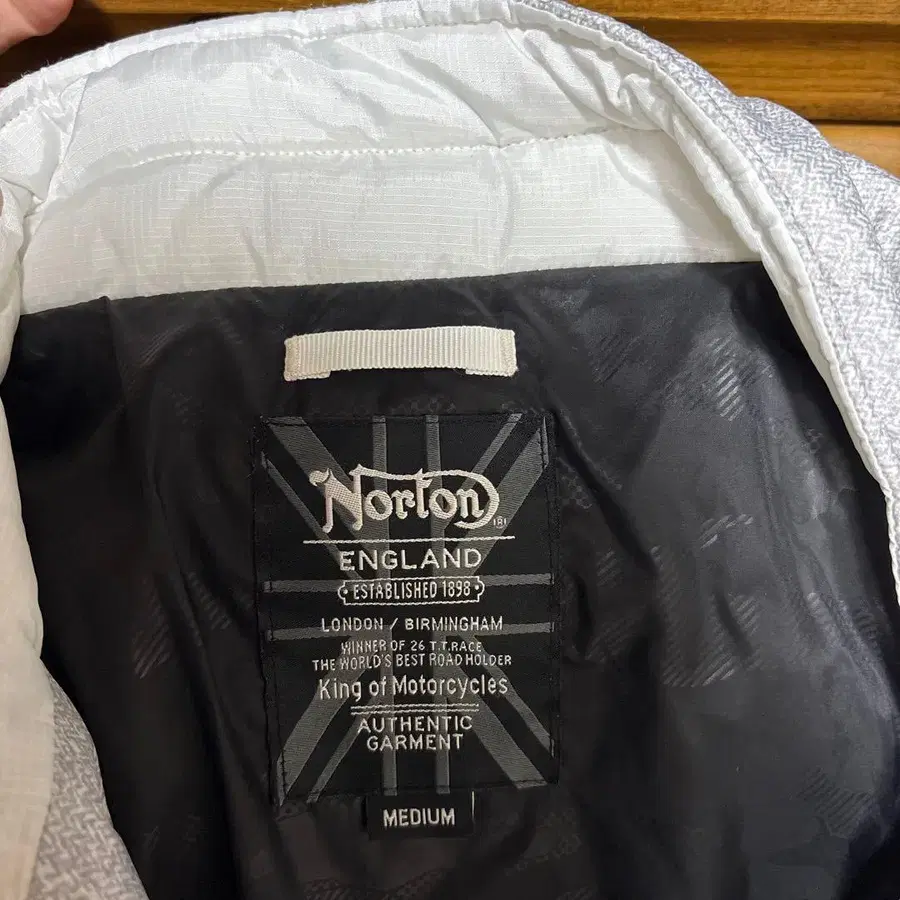 Norton
ENGLAND
ESTABLISHED 1898
LONDON / BIRMINGHAM
WINNER OF 26 T.T.RACE
THE WORLD'S BEST ROAD HOLDER
King of Motorcycles
AUTHENTIC
GARMENT
MEDIUM